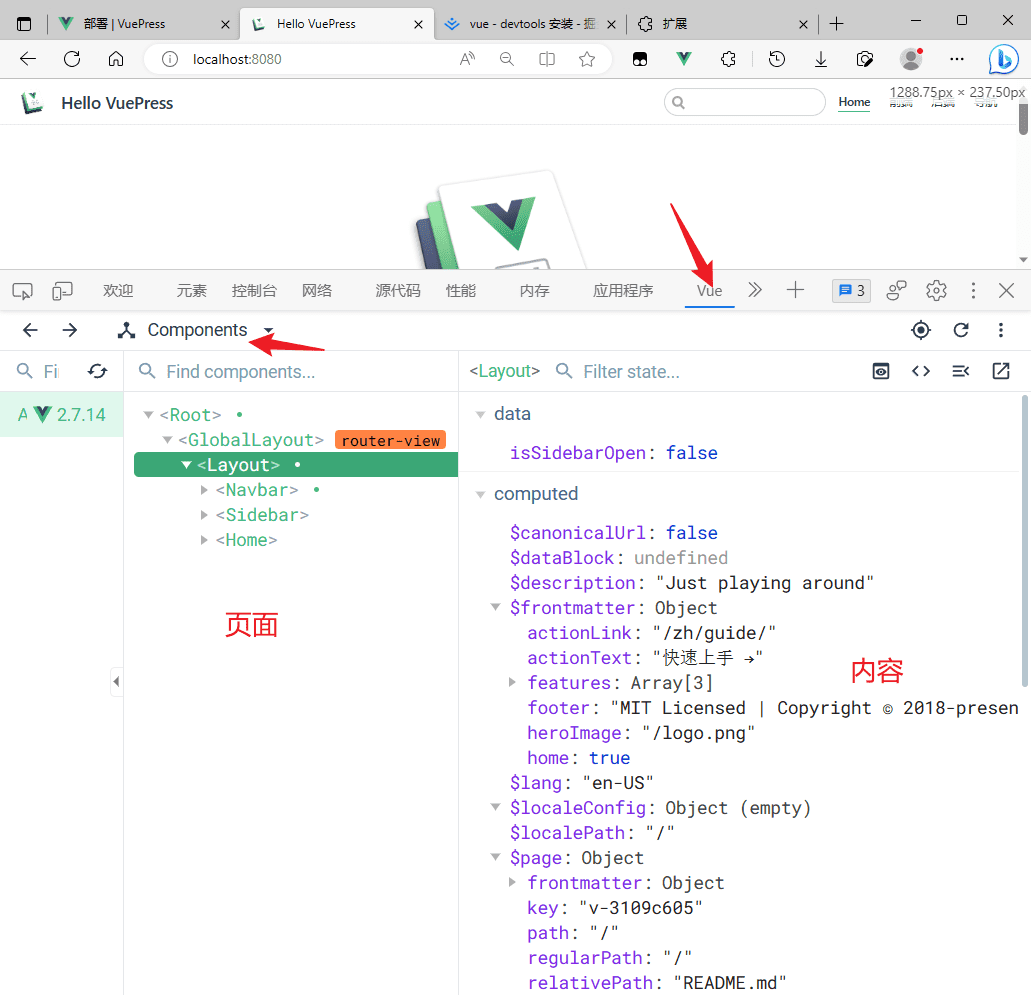 部署 | VuePress
Hello VuePress
vue - devtools 安装 - 掘
扩展
localhost:8080
Hello VuePress
Home
1288.75px × 237.50px
欢迎 元素 控制台 网络 源代码 性能 内存 应用程序 Vue 3
Components
Fi
Find components...
<Layout>
Filter state...
A 2.7.14
<Root>
<GlobalLayout> router-view
<Layout>
<Navbar>
<Sidebar>
<Home>
页面
data
isSidebarOpen: false
computed
$canonicalUrl: false
$dataBlock: undefined
$description: "Just playing around"
$frontmatter: Object
actionLink: "/zh/guide/"
actionText: "快速上手 →"
features: Array[3]
footer: "MIT Licensed | Copyright © 2018-presen
heroImage: "/logo.png"
home: true
$lang: "en-US"
$localeConfig: Object (empty)
$localePath: "/"
$page: Object
frontmatter: Object
key: "v-3109c605"
path: "/"
regularPath: "/"
relativePath: "README.md"
内容